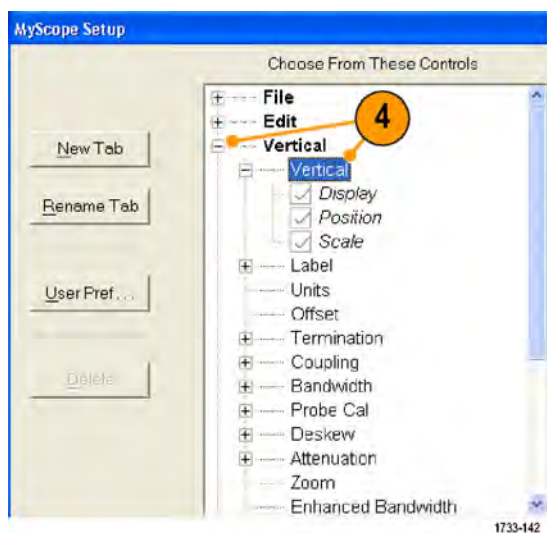 MyScope Setup
Choose From These Controls
File
Edit
4
Vertical
Vertical
Display
Position
Scale
Label
Units
Offset
Termination
Coupling
Bandwidth
Probe Cal
Deskew
Attenuation
Zoom
Enhanced Bandwidth
New Tab
Rename Tab
User Pref...
Delete
1733-142